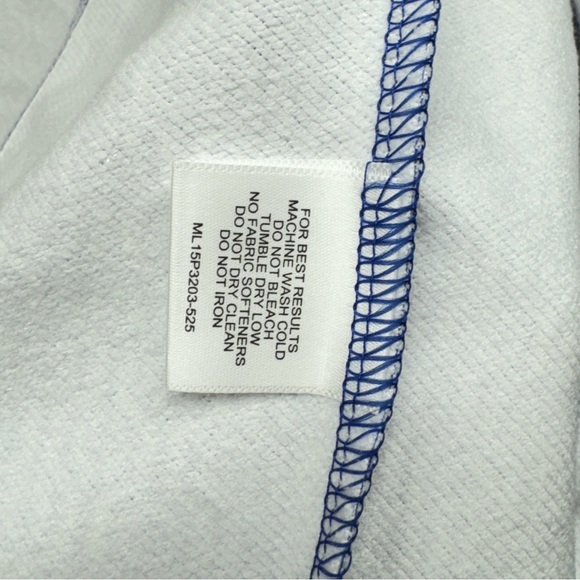 FOR BEST RESULTS
MACHINE WASH COLD
DO NOT BLEACH
TUMBLE DRY LOW
NO FABRIC SOFTENERS
DO NOT DRY CLEAN
DO NOT IRON
ML15P3203-525